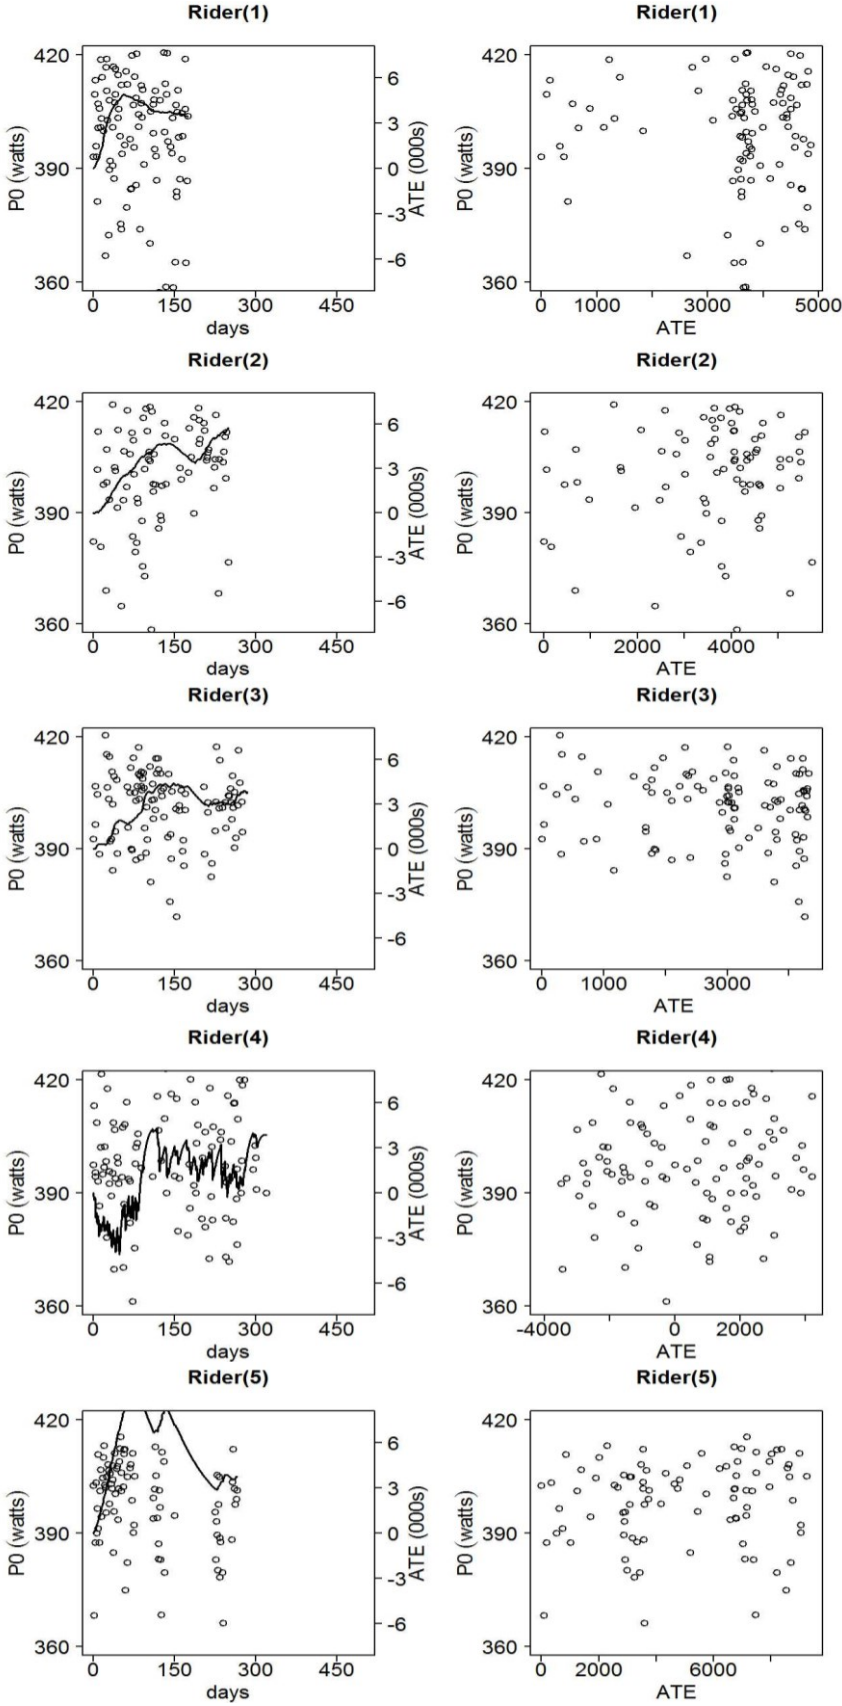 Rider(1) Rider(1)
420 6 420
3
P0 (watts) 390 0 ATE (000s) P0 (watts) 390
-3
-6
360 360
0 150 300 450 0 1000 3000 5000
days ATE
Rider(2) Rider(2)
420 6 420
3
P0 (watts) 390 0 ATE (000s) P0 (watts) 390
-3
-6
360 360
0 150 300 450 0 2000 4000
days ATE
Rider(3) Rider(3)
420 6 420
3
P0 (watts) 390 0 ATE (000s) P0 (watts) 390
-3
-6
360 360
0 150 300 450 0 1000 3000
days ATE
Rider(4) Rider(4)
420 6 420
3
P0 (watts) 390 0 ATE (000s) P0 (watts) 390
-3
-6
360 360
0 150 300 450 -4000 0 2000
days ATE
Rider(5) Rider(5)
420 6 420
3
P0 (watts) 390 0 ATE (000s) P0 (watts) 390
-3
-6
360 360
0 150 300 450 0 2000 6000
days ATE